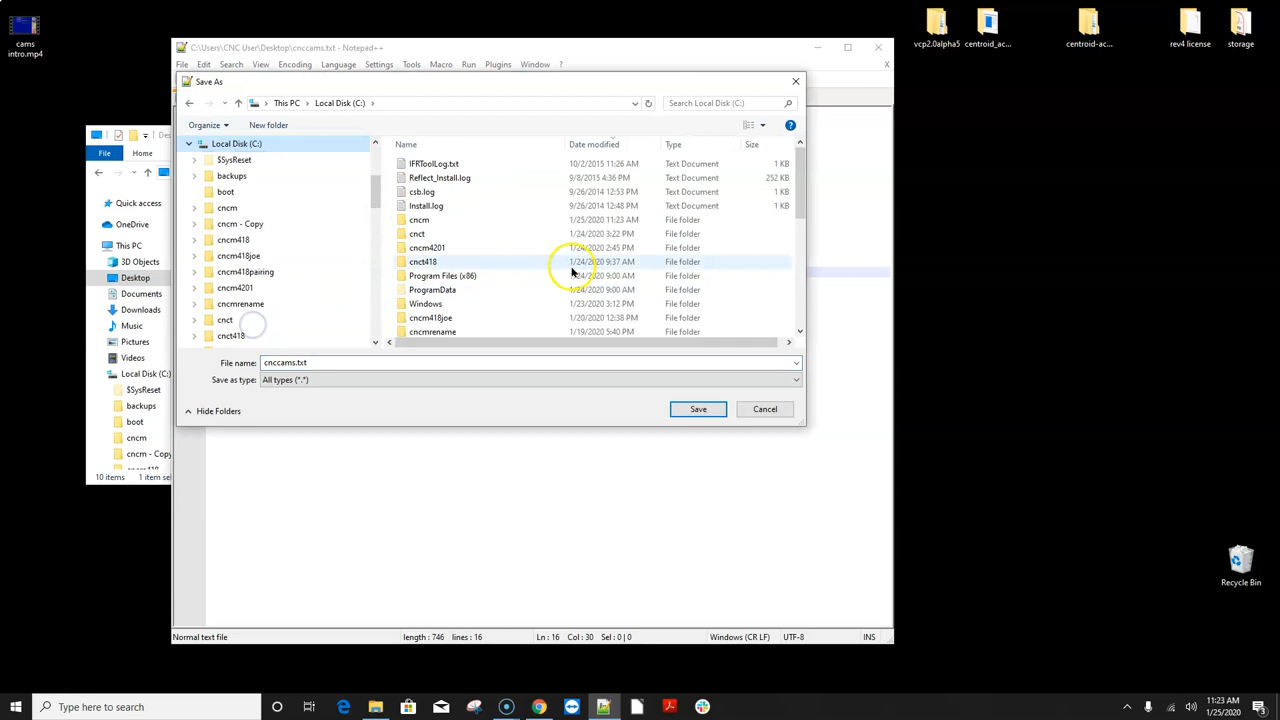 cams
intro.mp4
vcp2.0alpha5
centroid_ac...
centroid-ac...
rev4 license
storage
C:\Users\CNC User\Desktop\cnccams.txt - Notepad++
File Edit Search View Encoding Language Settings Tools Macro Run Plugins Window ? X
Save As
This PC > Local Disk (C:) >
Search Local Disk (C:)
Organize
New folder
Name Date modified Type Size
Local Disk (C:)
$SysReset
backups
boot
cncm
cncm - Copy
cncm418
cncm418joe
cncm418pairing
cncm4201
cncmrename
cnct
cnct418
IFRToolLog.txt 10/2/2015 11:26 AM Text Document 1 KB
Reflect_Install.log 9/8/2015 4:36 PM Text Document 252 KB
csb.log 9/26/2014 12:53 PM Text Document 1 KB
Install.log 9/26/2014 12:48 PM Text Document 1 KB
cncm 1/25/2020 11:23 AM File folder
cnct 1/24/2020 3:22 PM File folder
cncm4201 1/24/2020 2:45 PM File folder
cnct418 1/24/2020 9:37 AM File folder
Program Files (x86) 1/24/2020 9:00 AM File folder
ProgramData 1/24/2020 9:00 AM File folder
Windows 1/23/2020 3:12 PM File folder
cncm418joe 1/20/2020 12:38 PM File folder
cncmrename 1/19/2020 5:40 PM File folder
File name: cnccams.txt
Save as type: All types (*.*)
Hide Folders
Save
Cancel
Des
File Home
Quick access
OneDrive
This PC
3D Objects
Desktop
Documents
Downloads
Music
Pictures
Videos
Local Disk (C:)
$SysReset
backups
boot
cncm
cncm - Copy
10 items 1 item sel
Normal text file length : 746 lines : 16 Ln : 16 Col : 30 Sel : 0 | 0 Windows (CR LF) UTF-8 INS
Recycle Bin
Type here to search
11:23 AM
1/25/2020